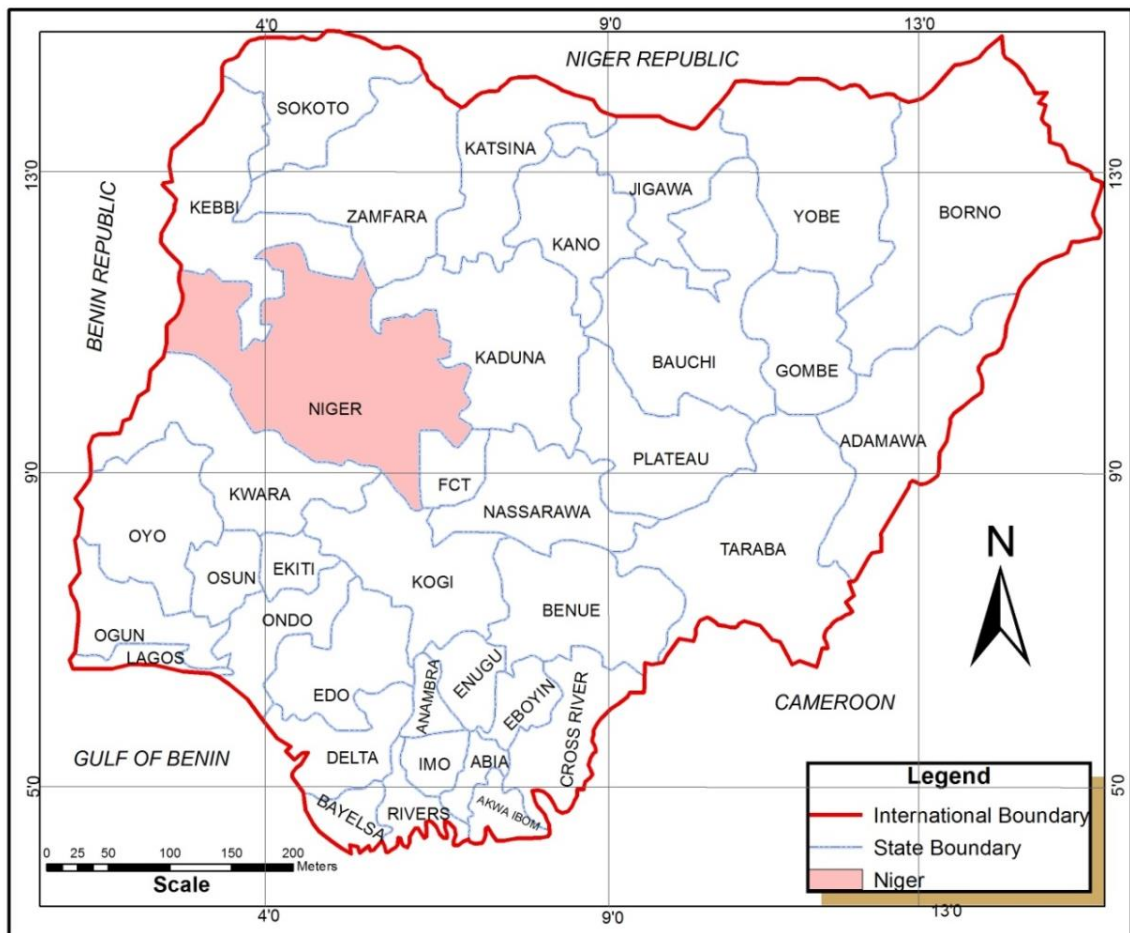 4'0 9'0 13'0
NIGER REPUBLIC
SOKOTO
KATSINA
13'0 13'0
JIGAWA
KEBBI
ZAMFARA
YOBE
BORNO
KANO
BENIN REPUBLIC
KADUNA
BAUCHI
GOMBE
NIGER
ADAMAWA
PLATEAU
9'0 9'0
FCT
KWARA
NASSARAWA
OYO
TARABA
N
OSUN
EKITI
KOGI
BENUE
ONDO
OGUN
LAGOS
EDO
ANAMBRA
ENUGU
EBOYIN
CROSS RIVER
CAMEROON
GULF OF BENIN
DELTA
IMO
ABIA
5'0 5'0
BAYELSA
RIVERS
AKWA IBOM
Legend
International Boundary
State Boundary
Niger
0 25 50 100 150 200
Meters
Scale
4'0 9'0 13'0